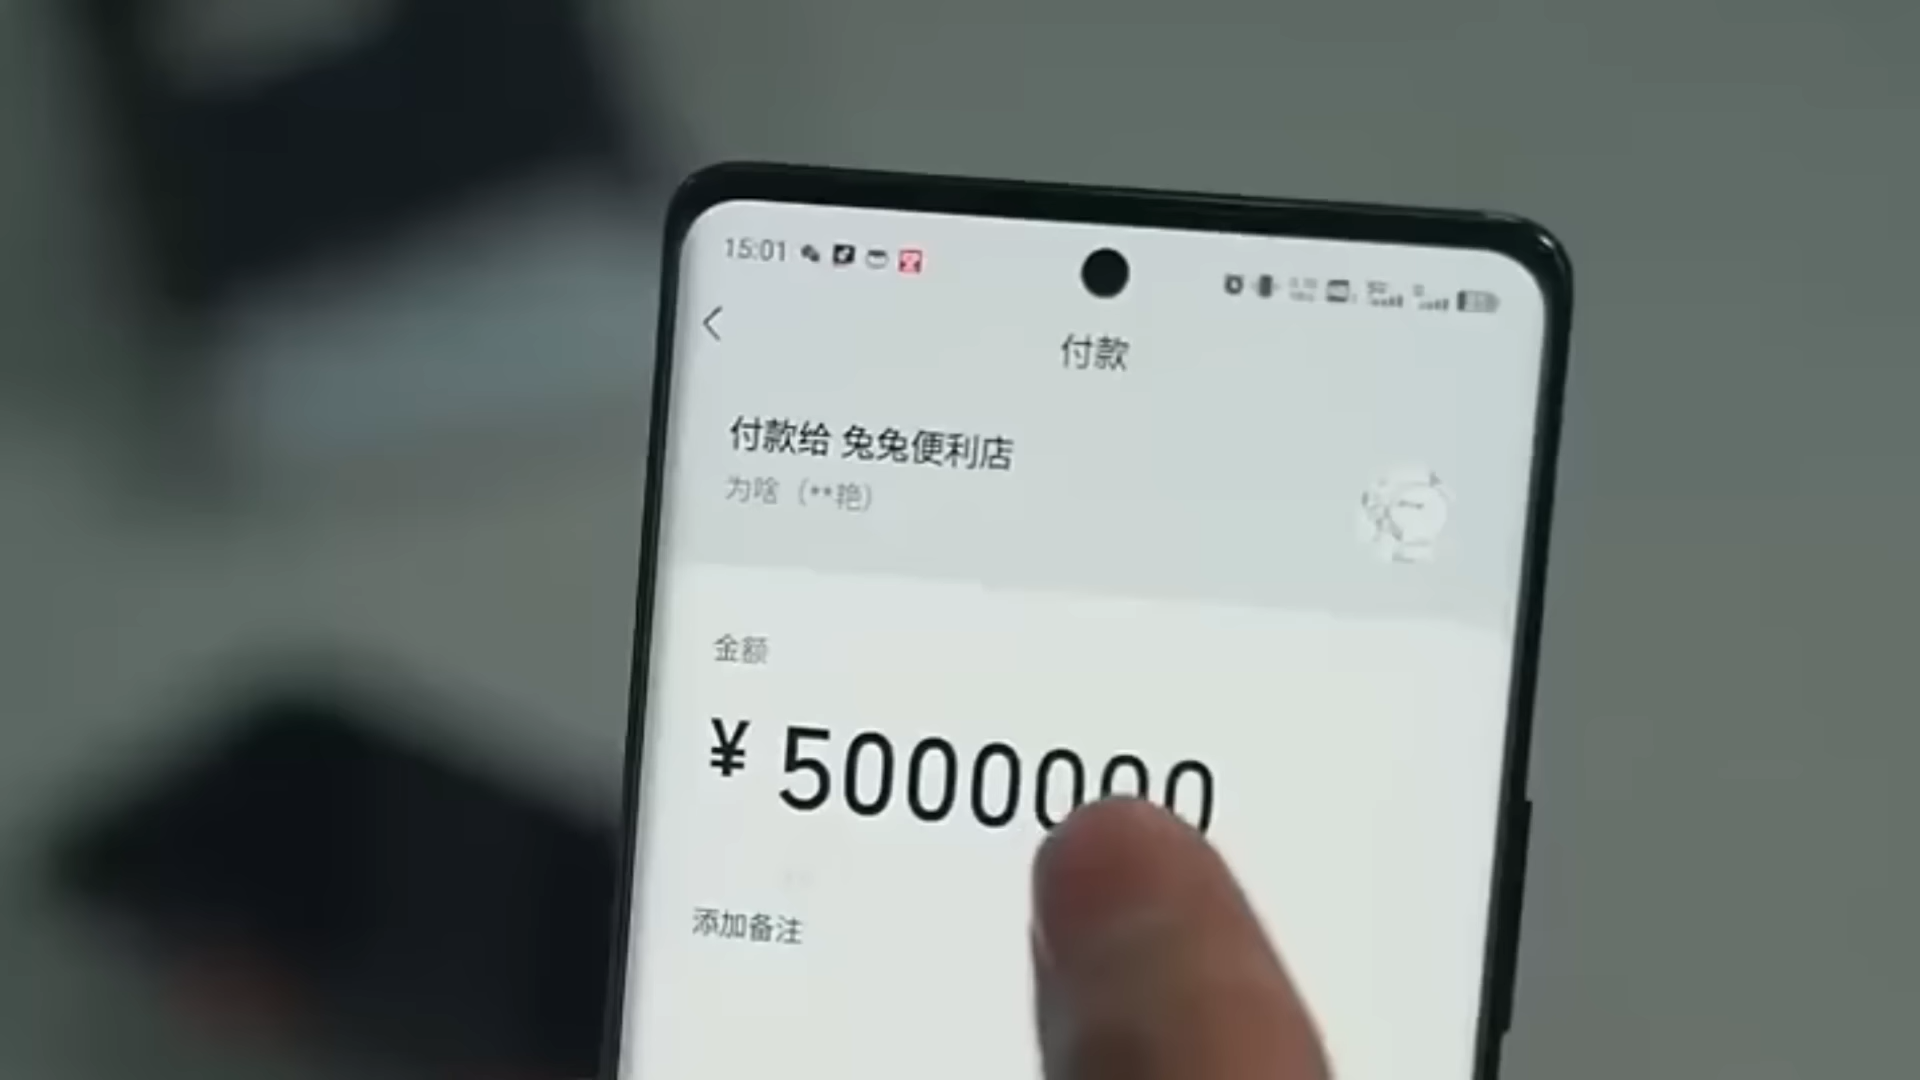 15:01
付款
付款给 兔兔便利店
为啥（**艳）
金额
¥ 5000000
添加备注